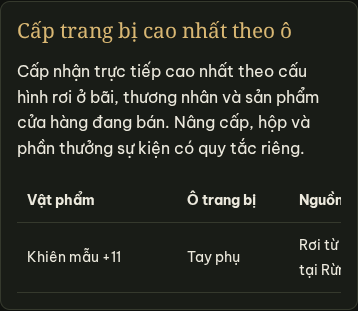 Cấp trang bị cao nhất theo ô
Cấp nhận trực tiếp cao nhất theo cấu
hình rơi ở bãi, thương nhân và sản phẩm
cửa hàng đang bán. Nâng cấp, hộp và
phần thưởng sự kiện có quy tắc riêng.
Vật phẩm Ô trang bị Nguồn
Khiên mẫu +11 Tay phụ Rơi từ
tại